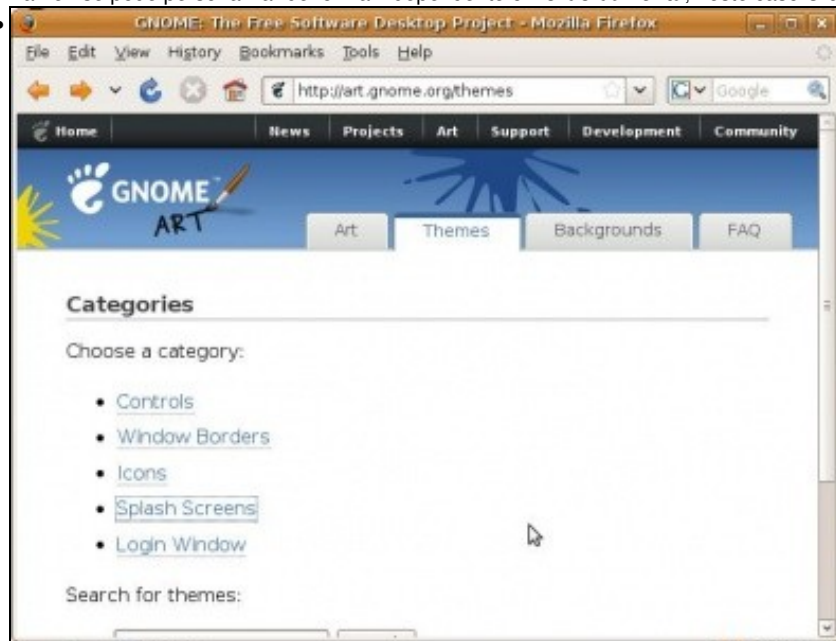 GNOME: The Free Software Desktop Project - Mozilla Firefox
File Edit View History Bookmarks Tools Help
http://art.gnome.org/themes
Google
Home News Projects Art Support Development Community
GNOME
ART
Art Themes Backgrounds FAQ
Categories
Choose a category:
• Controls
• Window Borders
• Icons
• Splash Screens
• Login Window
Search for themes: